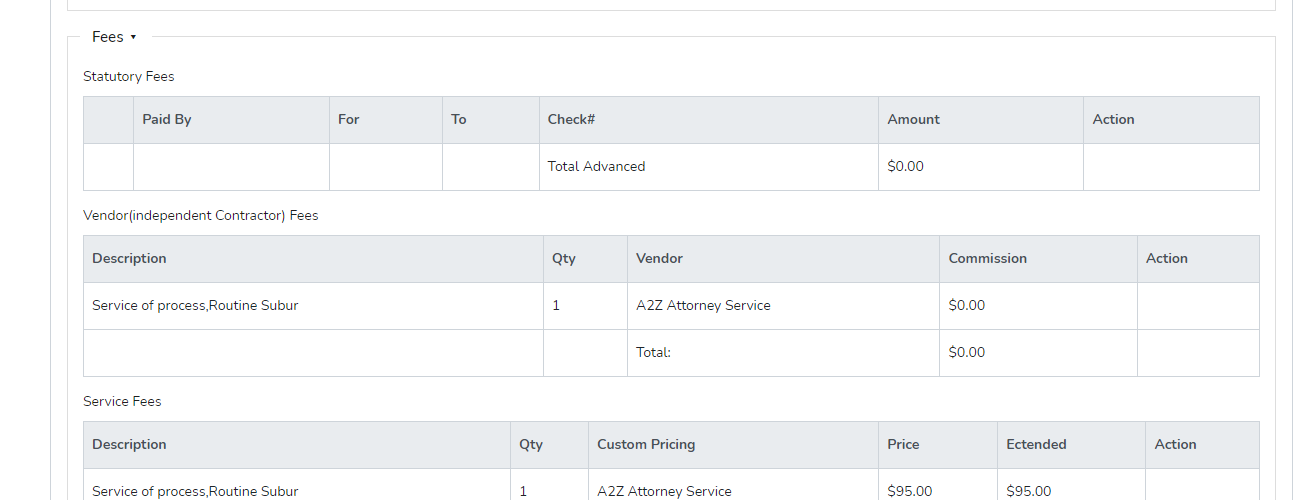 Fees ▾
Statutory Fees
Paid By For To Check# Amount Action
Total Advanced $0.00
Vendor(independent Contractor) Fees
Description Qty Vendor Commission Action
Service of process,Routine Subur 1 A2Z Attorney Service $0.00
Total: $0.00
Service Fees
Description Qty Custom Pricing Price Ectended Action
Service of process,Routine Subur 1 A2Z Attorney Service $95.00 $95.00